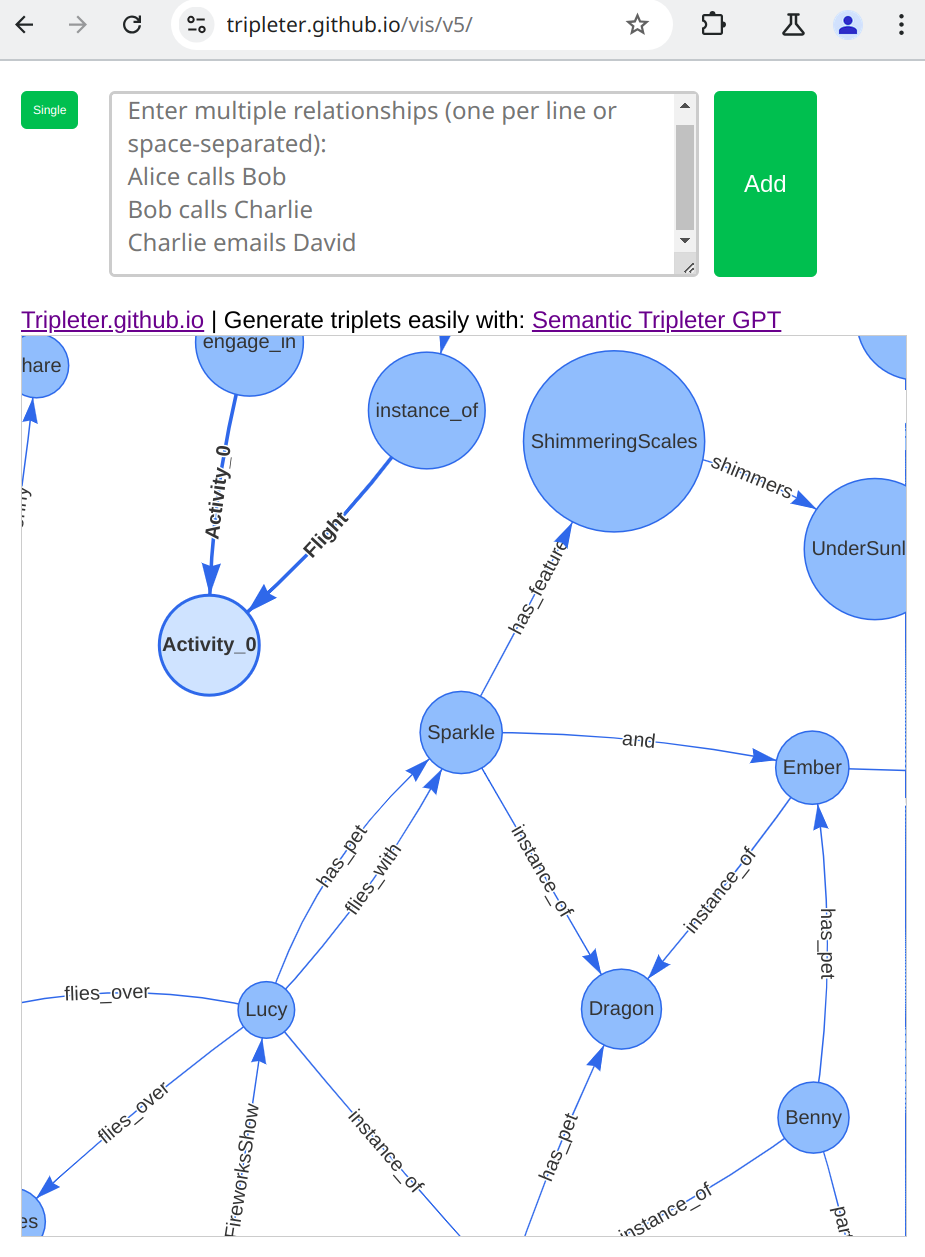 tripleter.github.io/vis/v5/
Single
Enter multiple relationships (one per line or
space-separated):
Alice calls Bob
Bob calls Charlie
Charlie emails David
Add
Tripleter.github.io | Generate triplets easily with: Semantic Tripleter GPT
engage_in
hare
instance_of
ShimmeringScales
shimmers
Activity_0
Flight
UnderSunl
has_feature
Activity_0
Sparkle
and
Ember
has_pet
flies_with
instance_of
instance_of
has_pet
flies_over
Lucy
Dragon
flies_over
FireworksShow
instance_of
has_pet
Benny
instance_of
par
es